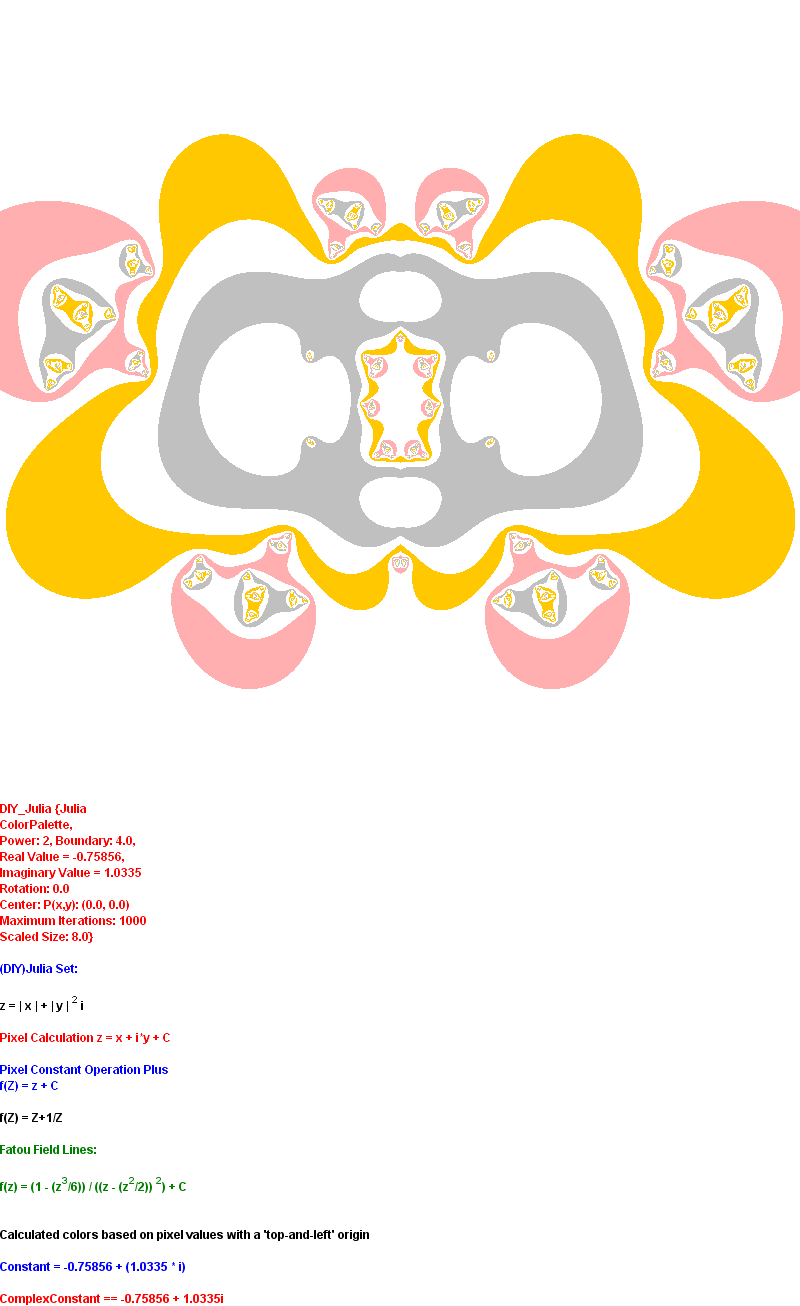 DIY_Julia {Julia
ColorPalette,
Power: 2, Boundary: 4.0,
Real Value = -0.75856,
Imaginary Value = 1.0335
Rotation: 0.0
Center: P(x,y): (0.0, 0.0)
Maximum Iterations: 1000
Scaled Size: 8.0}
(DIY)Julia Set:
z = | x | + | y | ² i
Pixel Calculation z = x + i*y + C
Pixel Constant Operation Plus
f(Z) = z + C
f(Z) = Z+1/Z
Fatou Field Lines:
f(z) = (1 - (z³/6)) / ((z - (z²/2)) ²) + C
Calculated colors based on pixel values with a 'top-and-left' origin
Constant = -0.75856 + (1.0335 * i)
ComplexConstant == -0.75856 + 1.0335i